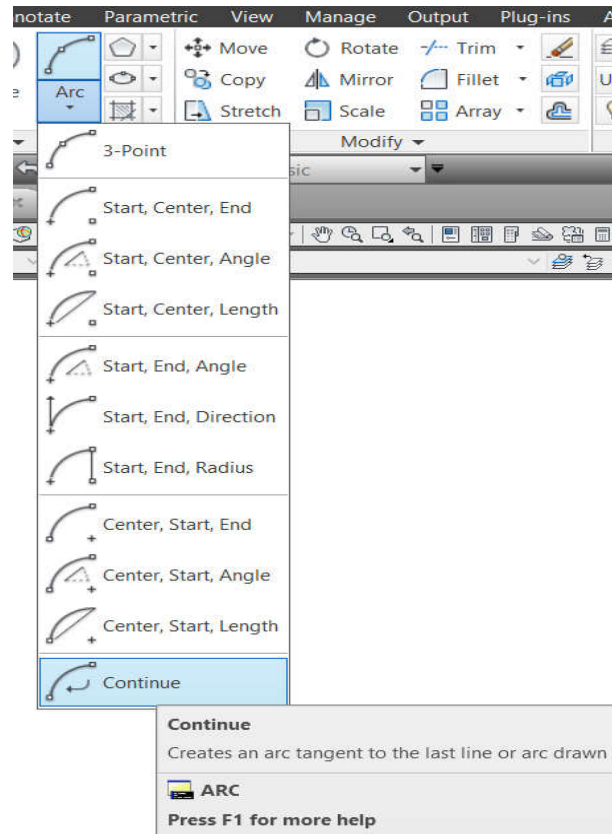 notate Parametric View Manage Output Plug-ins A
Move Rotate Trim
e Arc Copy Mirror Fillet U
Stretch Scale Array
Modify
3-Point
sic
Start, Center, End
Start, Center, Angle
Start, Center, Length
Start, End, Angle
Start, End, Direction
Start, End, Radius
Center, Start, End
Center, Start, Angle
Center, Start, Length
Continue
Continue
Creates an arc tangent to the last line or arc drawn
ARC
Press F1 for more help